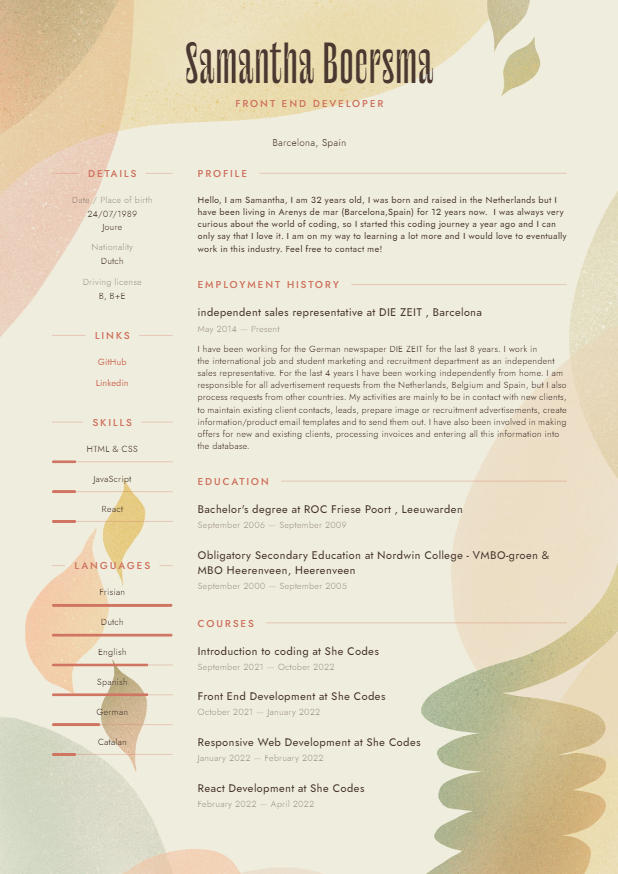 Samantha Boersma
FRONT END DEVELOPER
Barcelona, Spain
DETAILS
Date / Place of birth
24/07/1989
Joure
Nationality
Dutch
Driving license
B, B+E
LINKS
GitHub
Linkedin
SKILLS
HTML & CSS
JavaScript
React
LANGUAGES
Frisian
Dutch
English
Spanish
German
Catalan
PROFILE
Hello, I am Samantha, I am 32 years old, I was born and raised in the Netherlands but I
have been living in Arenys de mar (Barcelona,Spain) for 12 years now. I was always very
curious about the world of coding, so I started this coding journey a year ago and I can
only say that I love it. I am on my way to learning a lot more and I would love to eventually
work in this industry. Feel free to contact me!
EMPLOYMENT HISTORY
independent sales representative at DIE ZEIT , Barcelona
May 2014 — Present
I have been working for the German newspaper DIE ZEIT for the last 8 years. I work in
the international job and student marketing and recruitment department as an independent
sales representative. For the last 4 years I have been working independently from home. I am
responsible for all advertisement requests from the Netherlands, Belgium and Spain, but I also
process requests from other countries. My activities are mainly to be in contact with new clients,
to maintain existing client contacts, leads, prepare image or recruitment advertisements, create
information/product email templates and to send them out. I have also been involved in making
offers for new and existing clients, processing invoices and entering all this information into
the database.
EDUCATION
Bachelor's degree at ROC Friese Poort , Leeuwarden
September 2006 — September 2009
Obligatory Secondary Education at Nordwin College - VMBO-groen &
MBO Heerenveen, Heerenveen
September 2000 — September 2005
COURSES
Introduction to coding at She Codes
September 2021 — October 2022
Front End Development at She Codes
October 2021 — January 2022
Responsive Web Development at She Codes
January 2022 — February 2022
React Development at She Codes
February 2022 — April 2022